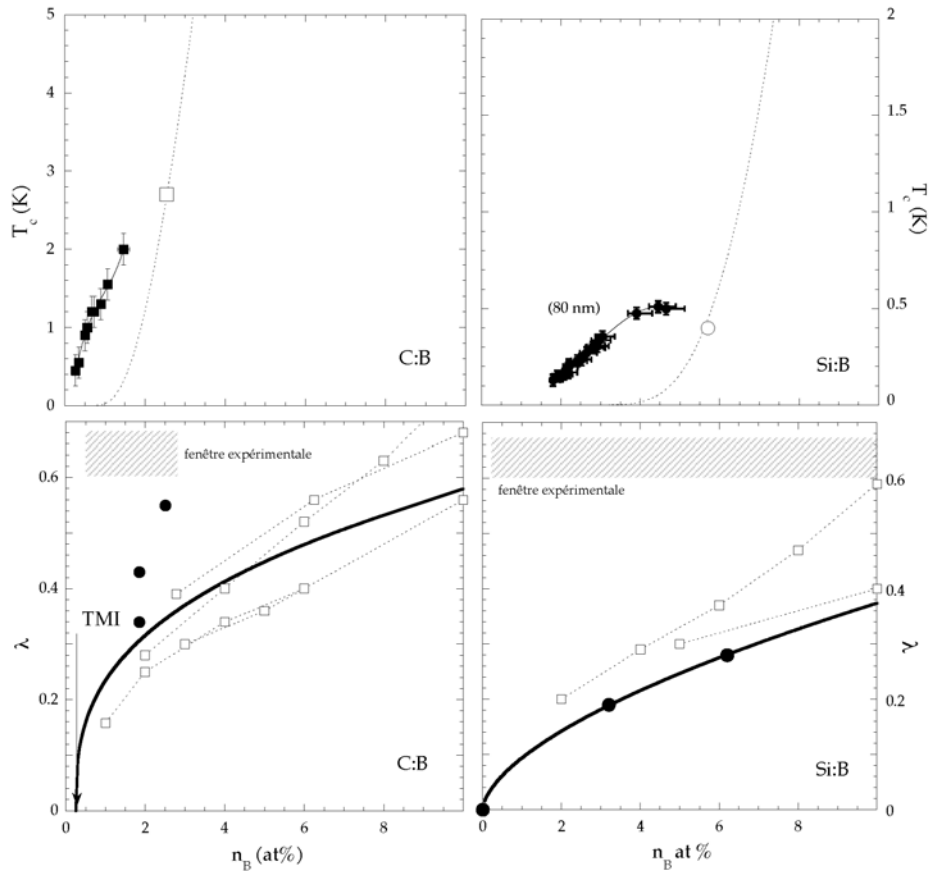 5
4
3
2
1
0
T_c (K)
C:B
2
1.5
1
0.5
0
T_c (K)
(80 nm)
Si:B
fenêtre expérimentale
0.6
0.4
0.2
0
λ
TMI
C:B
0 2 4 6 8
n_B (at%)
fenêtre expérimentale
0.6
0.4
0.2
0
λ
Si:B
0 2 4 6 8
n_B at %